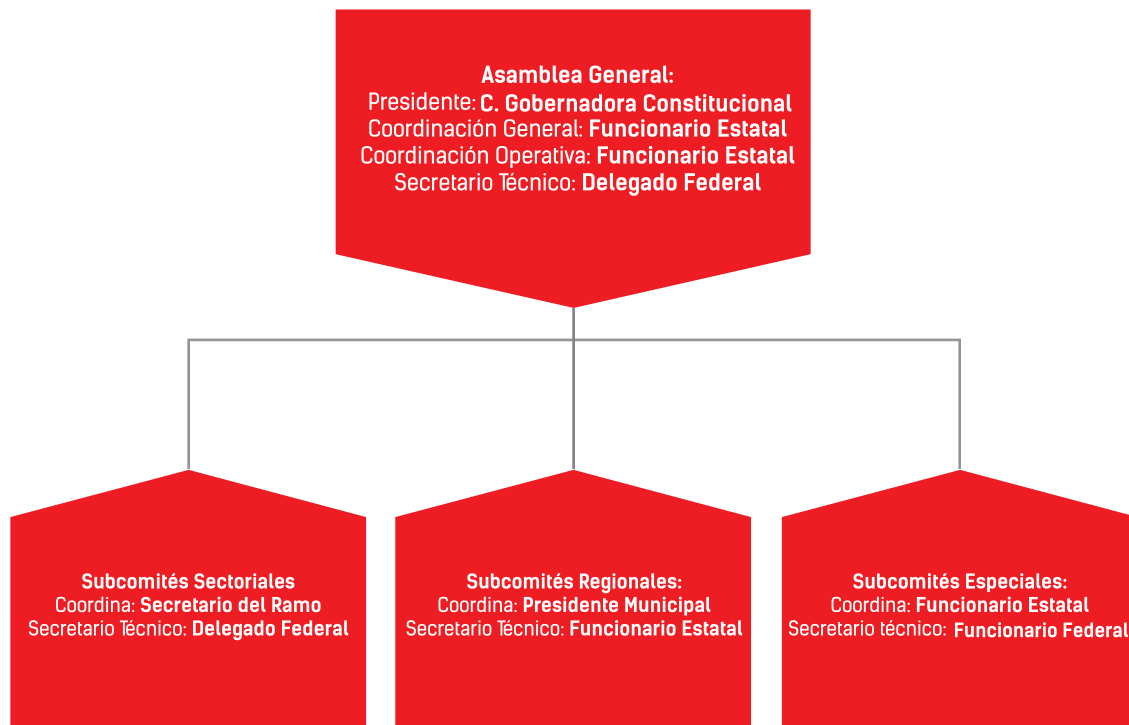 Asamblea General:
Presidente: C. Gobernadora Constitucional
Coordinación General: Funcionario Estatal
Coordinación Operativa: Funcionario Estatal
Secretario Técnico: Delegado Federal
Subcomités Sectoriales
Coordina: Secretario del Ramo
Secretario Técnico: Delegado Federal
Subcomités Regionales:
Coordina: Presidente Municipal
Secretario Técnico: Funcionario Estatal
Subcomités Especiales:
Coordina: Funcionario Estatal
Secretario técnico: Funcionario Federal